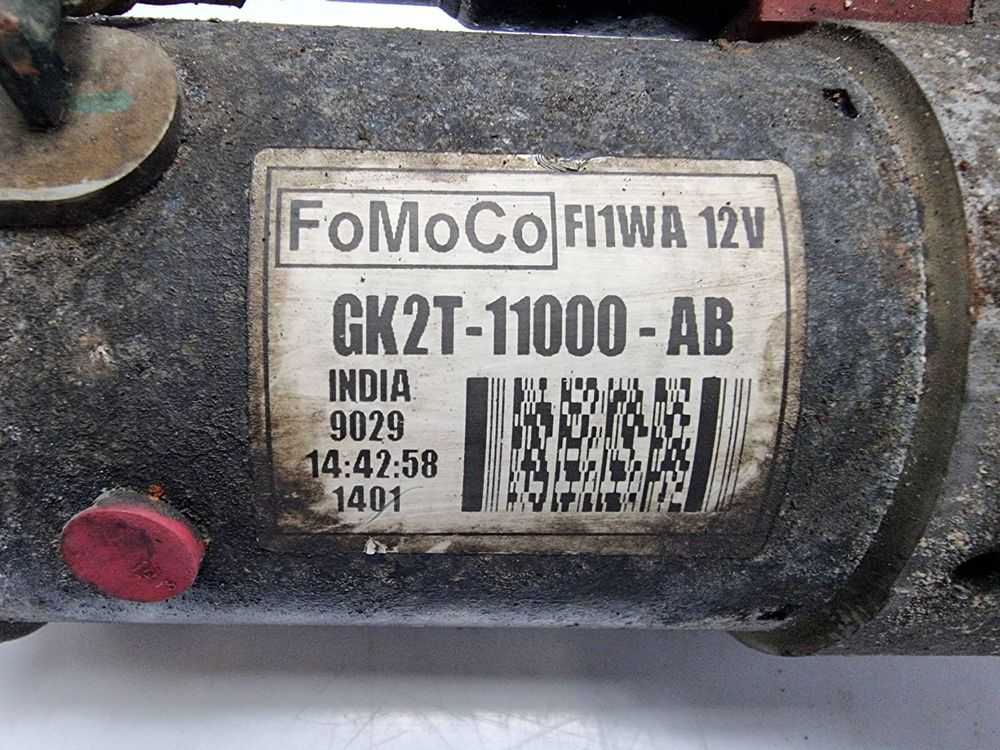 FoMoCo FI1WA 12V
GK2T-11000-AB
INDIA
9029
14:42:58
1401